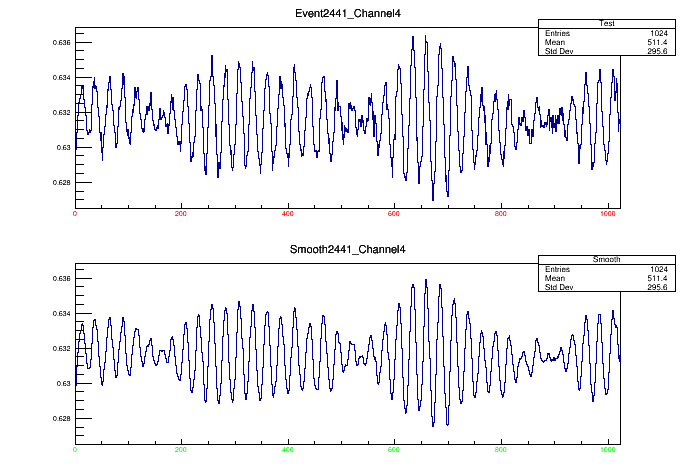 Event2441_Channel4
Test
Entries 1024
Mean 511.4
Std Dev 295.6
0.636
0.634
0.632
0.63
0.628
0 200 400 600 800 1000
Smooth2441_Channel4
Smooth
Entries 1024
Mean 511.4
Std Dev 295.6
0.636
0.634
0.632
0.63
0.628
0 200 400 600 800 1000